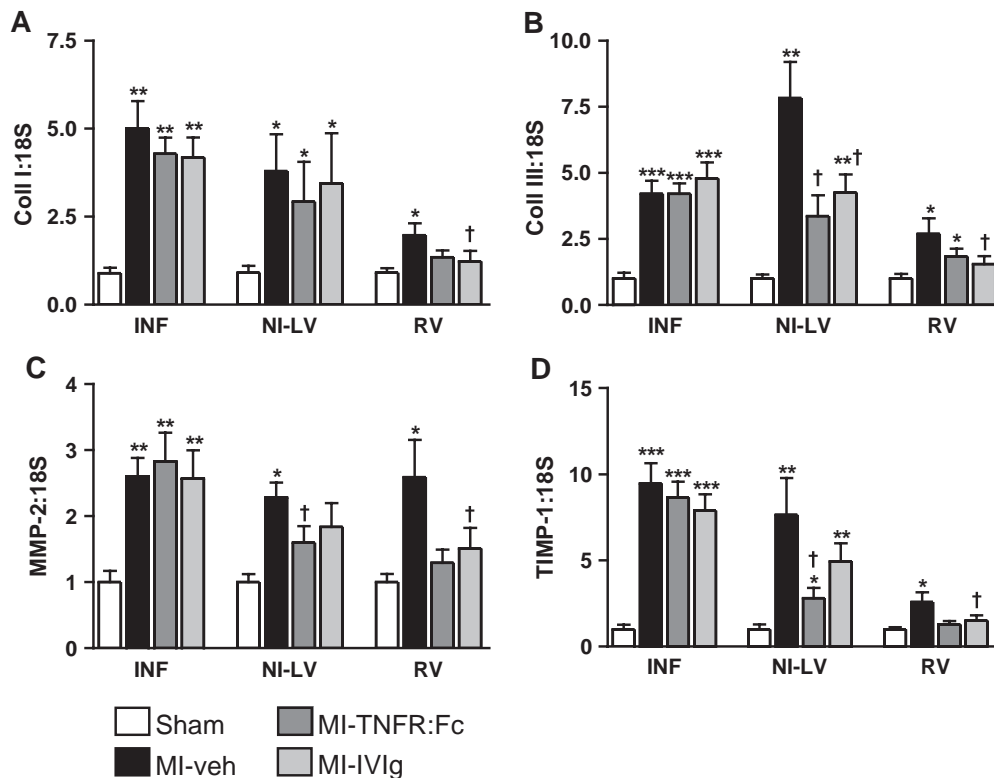 A
7.5
5.0
2.5
0.0
Coll I:18S
** ** **
* * *
* †
INF NI-LV RV
B
10.0
7.5
5.0
2.5
0.0
Coll III:18S
*** *** ***
** † **†
* * †
INF NI-LV RV
C
4
3
2
1
0
MMP-2:18S
** ** **
* †
* †
INF NI-LV RV
D
15
10
5
0
TIMP-1:18S
*** *** ***
** † **
*
* †
INF NI-LV RV
Sham MI-TNFR:Fc
MI-veh MI-IVIg